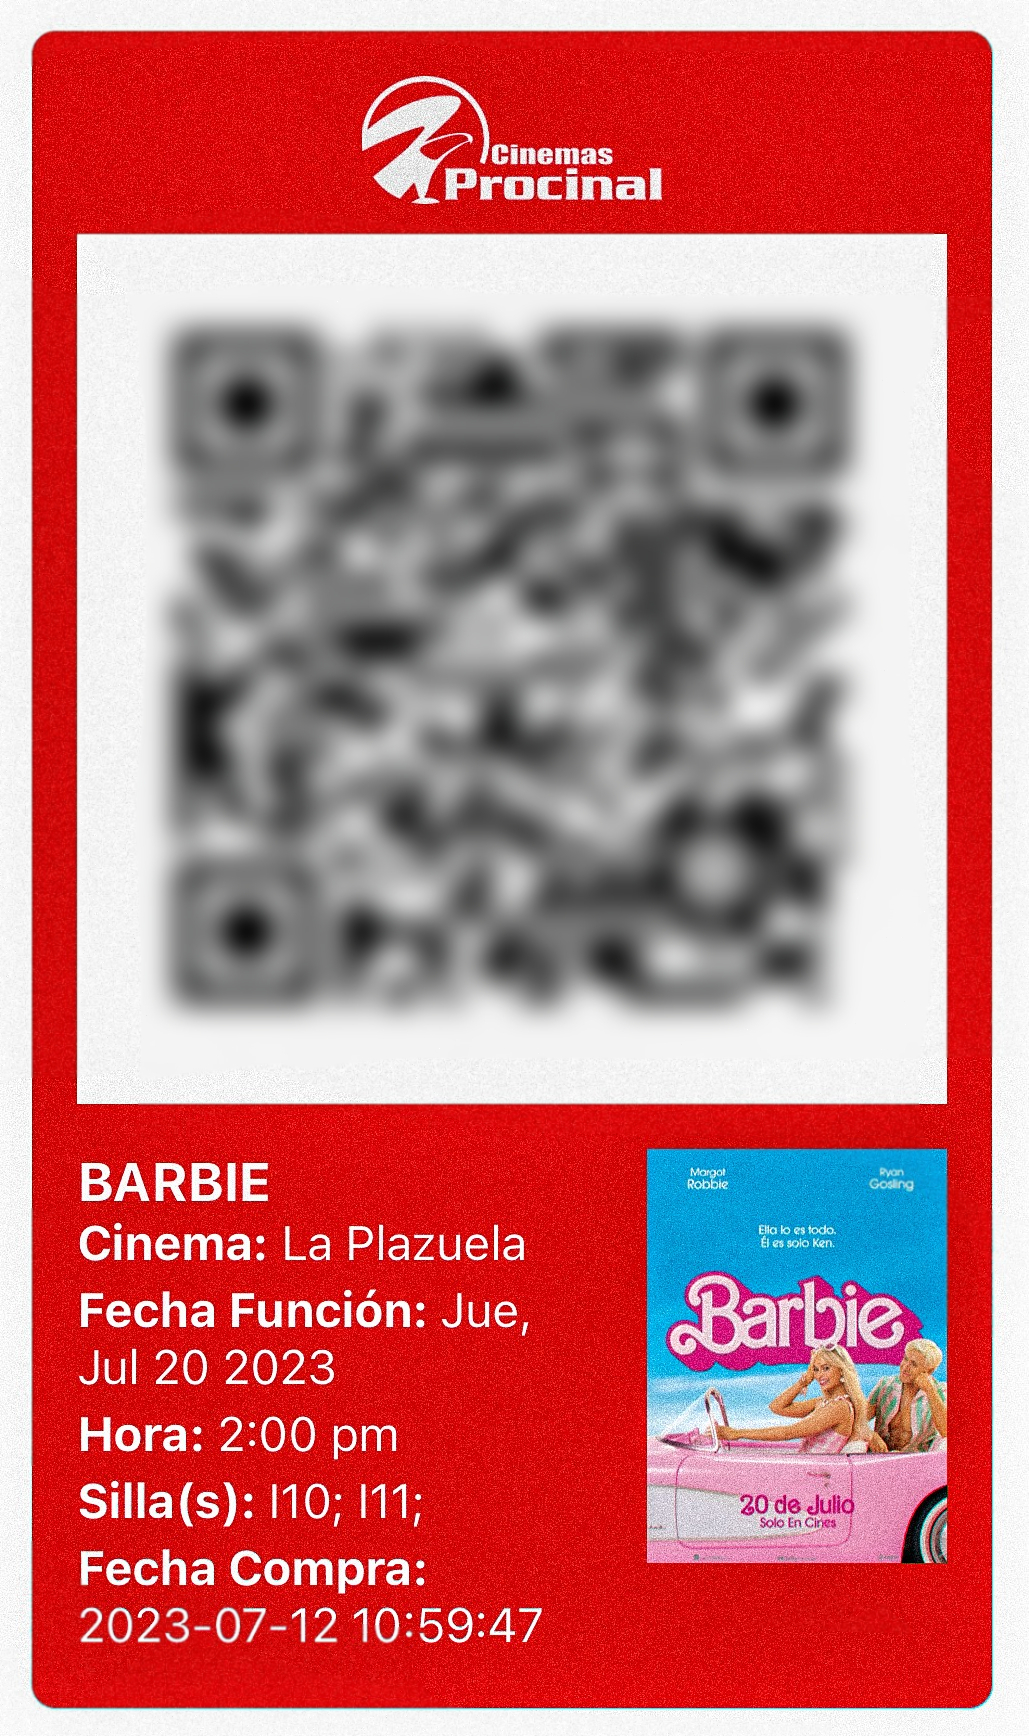 Cinemas
Procinal
BARBIE
Cinema: La Plazuela
Fecha Función: Jue,
Jul 20 2023
Hora: 2:00 pm
Silla(s): I10; I11;
Fecha Compra:
2023-07-12 10:59:47
Margot
Robbie
Ryan
Gosling
Ella lo es todo.
Él es solo Ken.
Barbie
20 de Julio
Solo En Cines